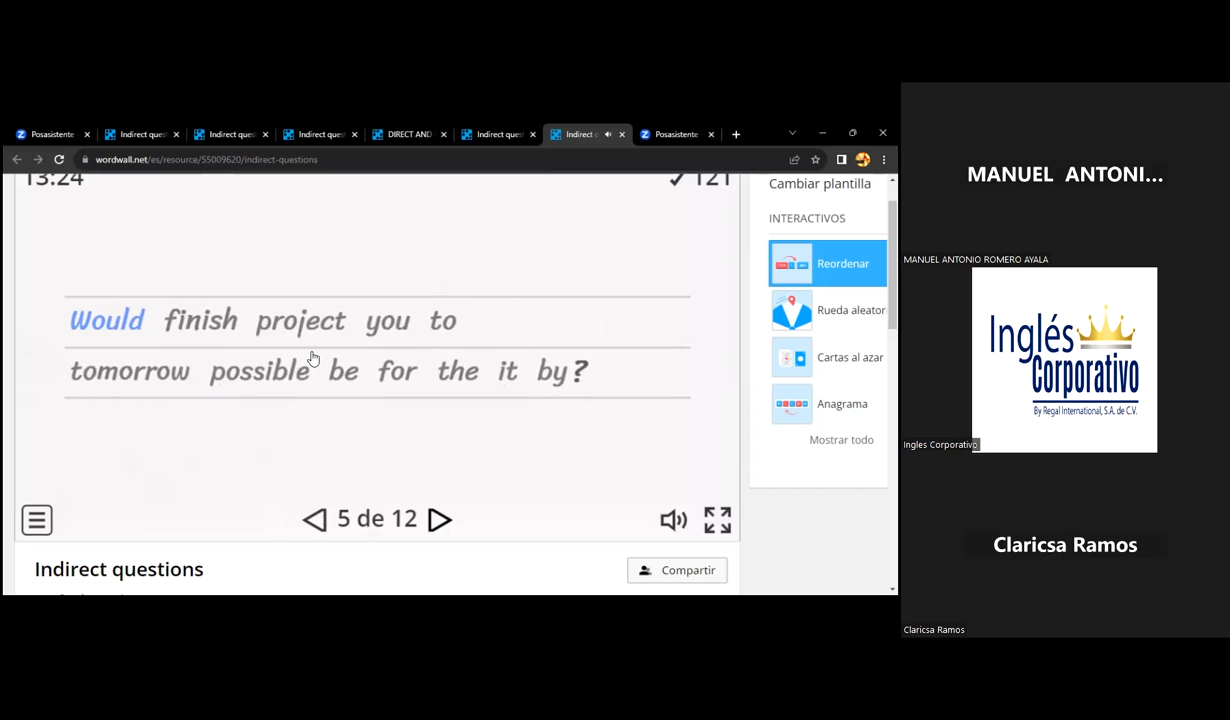 Posasistente
Indirect ques
Indirect ques
Indirect ques
DIRECT AND
Indirect ques
Indirect
Posasistente
wordwall.net/es/resource/55009620/indirect-questions
13:24
121
Would finish project you to
tomorrow possible be for the it by?
5 de 12
Indirect questions
Compartir
Cambiar plantilla
INTERACTIVOS
Reordenar
Rueda aleator
Cartas al azar
Anagrama
Mostrar todo
MANUEL ANTONI...
MANUEL ANTONIO ROMERO AYALA
Inglés
Corporativo
By Regal International, S.A. de C.V.
Ingles Corporativo
Claricsa Ramos
Claricsa Ramos